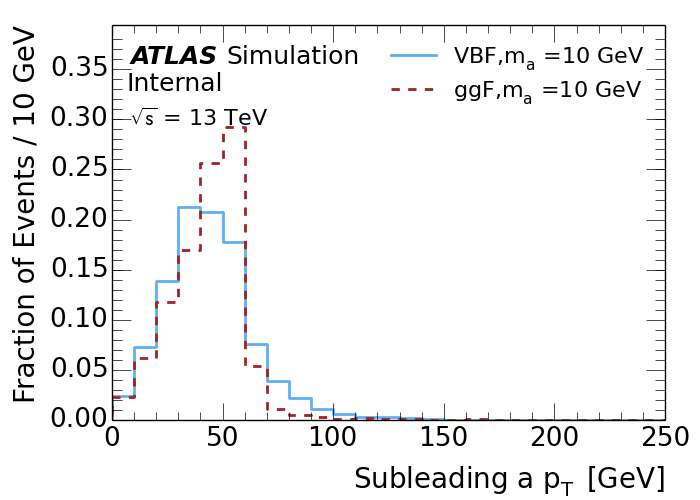 ATLAS Simulation
Internal
√s = 13 TeV
VBF,mₐ =10 GeV
ggF,mₐ =10 GeV
Fraction of Events / 10 GeV
0.35
0.30
0.25
0.20
0.15
0.10
0.05
0.00
0 50 100 150 200 250
Subleading a p_T [GeV]